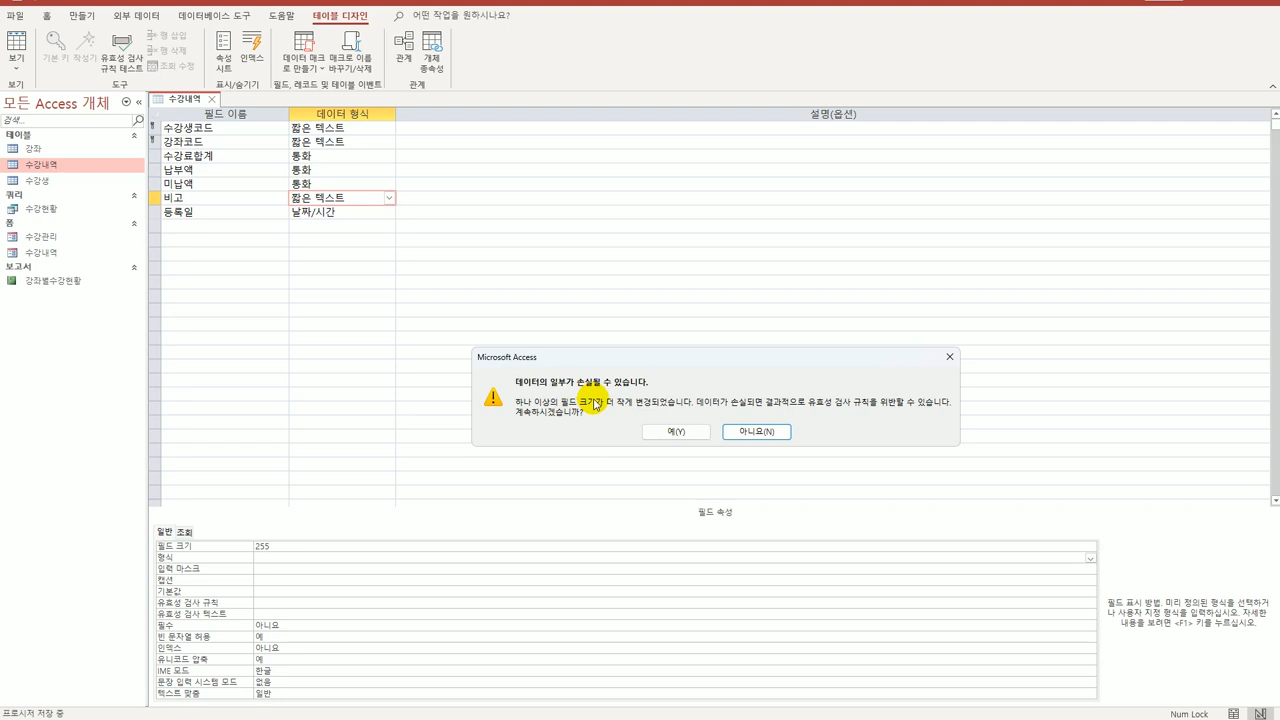 파일 홈 만들기 외부 데이터 데이터베이스 도구 도움말 테이블 디자인 어떤 작업을 원하시나요?
보기 기본 키 작성기 유효성 검사 규칙 테스트 행 삽입 행 삭제 조회 수정 속성 시트 인덱스 데이터 매크로 만들기 매크로 이름 바꾸기/삭제 관계 개체 종속성
보기 도구 표시/숨기기 필드, 레코드 및 테이블 이벤트 관계
모든 Access 개체
검색...
테이블
강좌
수강내역
수강생
쿼리
수강현황
폼
수강관리
수강내역
보고서
강좌별수강현황
수강내역
필드 이름 데이터 형식 설명(옵션)
수강생코드 짧은 텍스트
강좌코드 짧은 텍스트
수강료합계 통화
납부액 통화
미납액 통화
비고 짧은 텍스트
등록일 날짜/시간
Microsoft Access
데이터의 일부가 손실될 수 있습니다.
하나 이상의 필드 크기가 더 작게 변경되었습니다. 데이터가 손실되면 결과적으로 유효성 검사 규칙을 위반할 수 있습니다.
계속하시겠습니까?
예(Y) 아니요(N)
필드 속성
일반 조회
필드 크기 255
형식
입력 마스크
캡션
기본값
유효성 검사 규칙
유효성 검사 텍스트
필수 아니요
빈 문자열 허용 예
인덱스 아니요
유니코드 압축 예
IME 모드 한글
문장 입력 시스템 모드 없음
텍스트 맞춤 일반
필드 표시 방법. 미리 정의된 형식을 선택하거
나 사용자 지정 형식을 입력하십시오. 자세한
내용을 보려면 <F1> 키를 누르십시오.
프로시저 저장 중 Num Lock